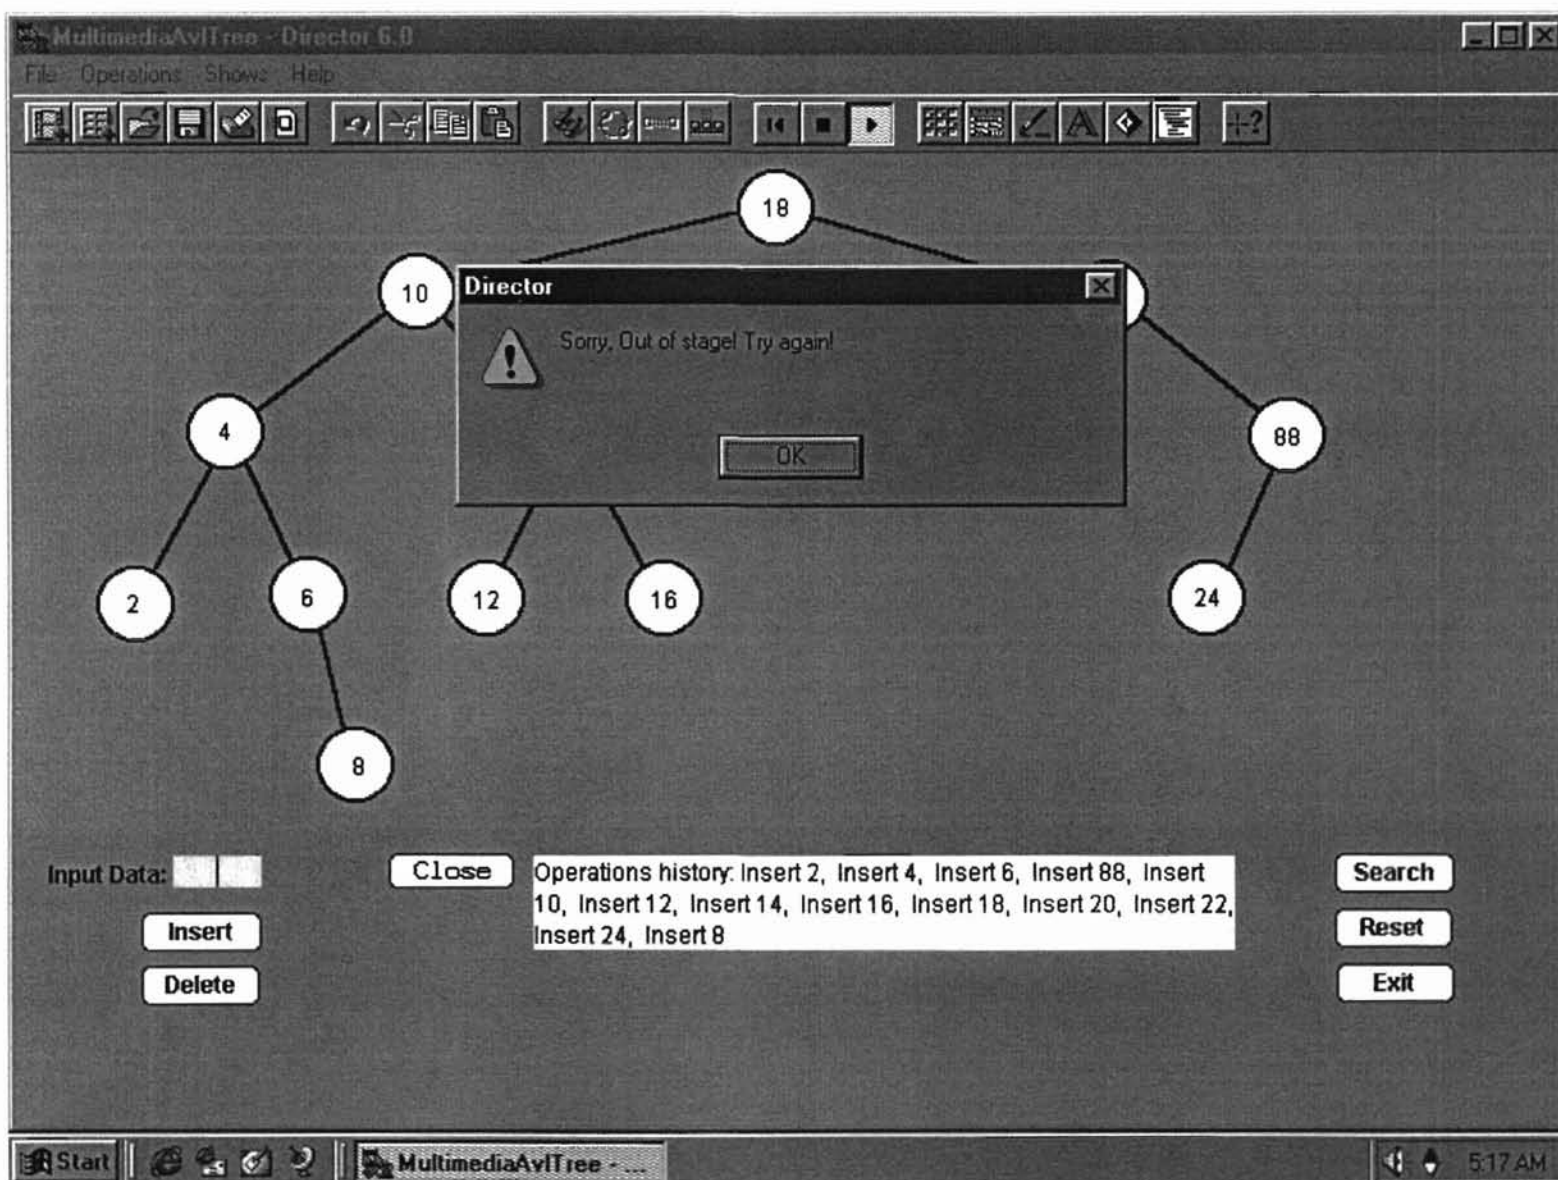 MultimediaAvlTree - Director 6.0
File Operations Shows Help
18
10
Director
Sorry, Out of stage! Try again!
OK
4
88
2
6
12
16
24
8
Input Data:
Close
Operations history: Insert 2, Insert 4, Insert 6, Insert 88, Insert
10, Insert 12, Insert 14, Insert 16, Insert 18, Insert 20, Insert 22,
Insert 24, Insert 8
Search
Insert
Reset
Delete
Exit
Start
MultimediaAvlTree - ...
5:17 AM